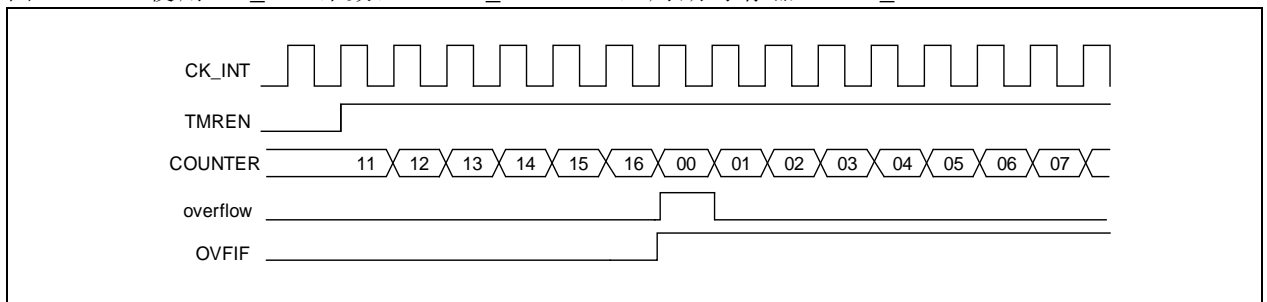 CK_INT
TMREN
COUNTER 11 12 13 14 15 16 00 01 02 03 04 05 06 07
overflow
OVFIF